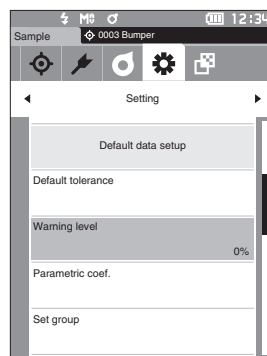 M 12:34
Sample 0003 Bumper
Setting
Default data setup
Default tolerance
Warning level
0%
Parametric coef.
Set group